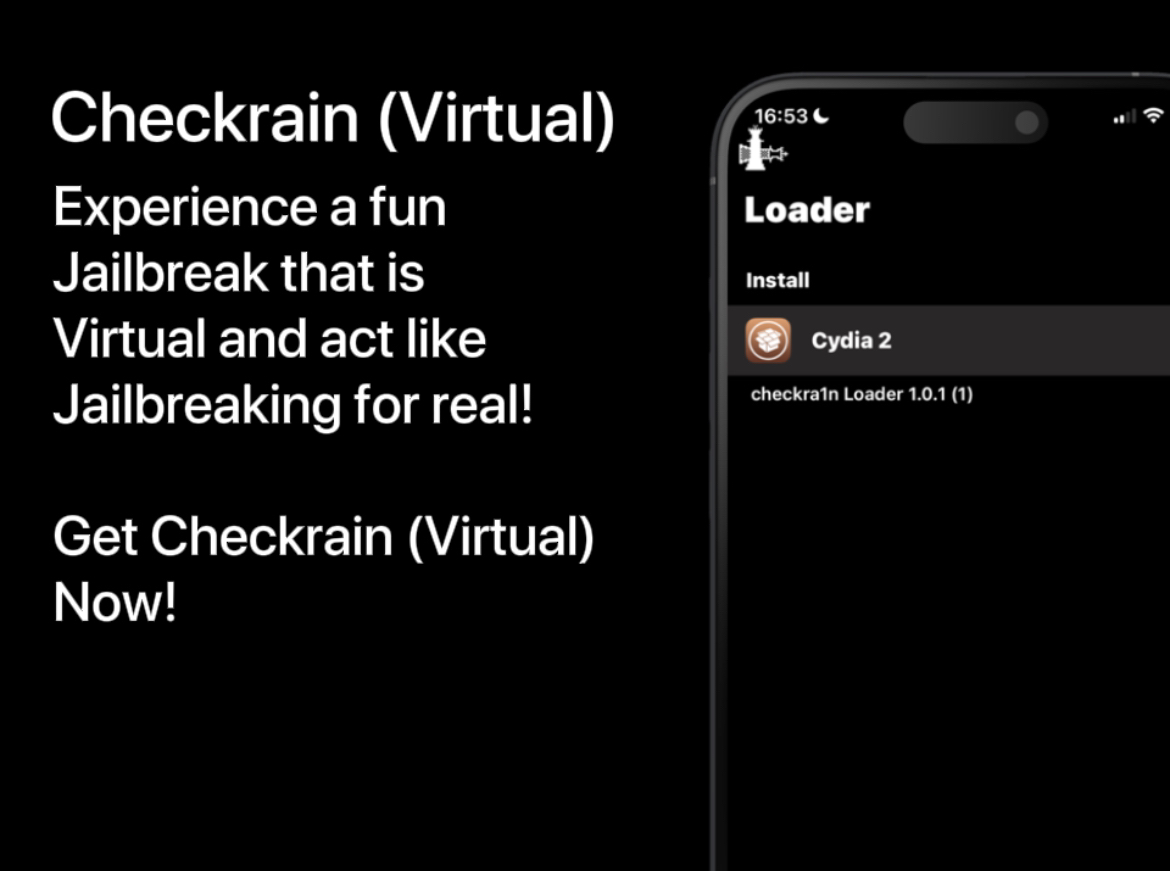 Checkrain (Virtual)
Experience a fun
Jailbreak that is
Virtual and act like
Jailbreaking for real!
Get Checkrain (Virtual)
Now!
16:53
Loader
Install
Cydia 2
checkra1n Loader 1.0.1 (1)